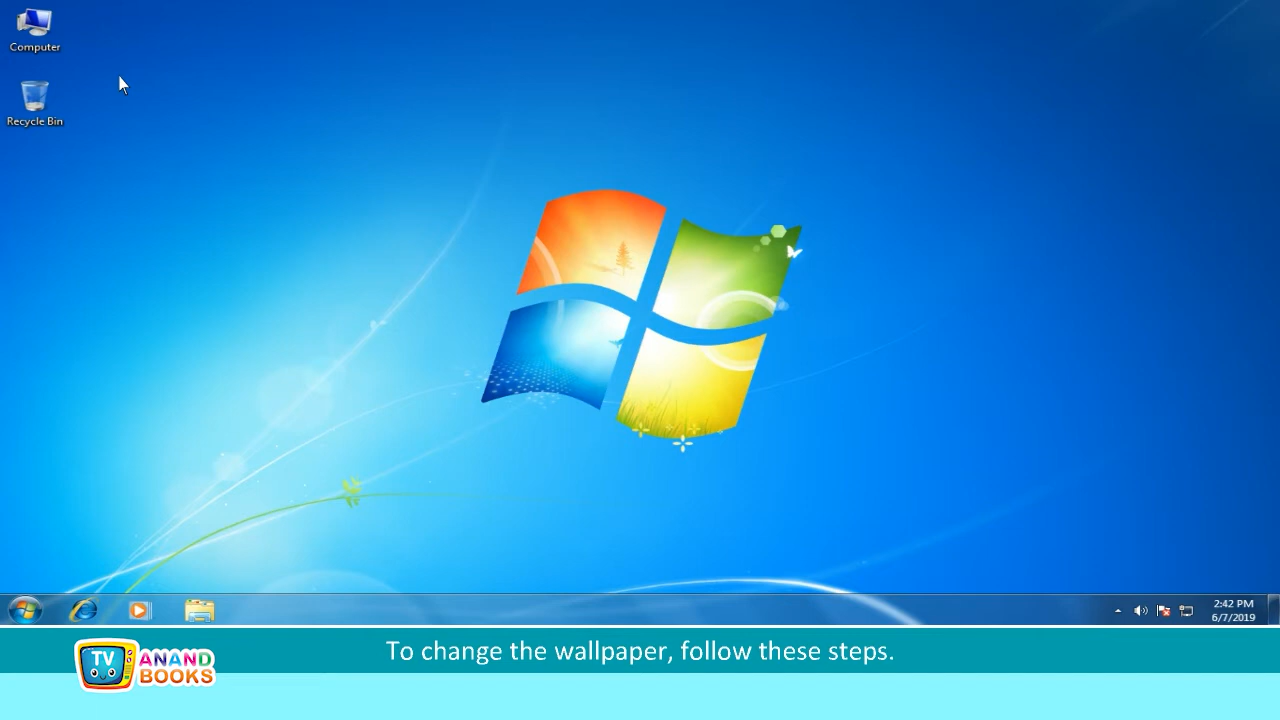 Computer
Recycle Bin
2:42 PM
6/7/2019
To change the wallpaper, follow these steps.
TV
ANAND
BOOKS